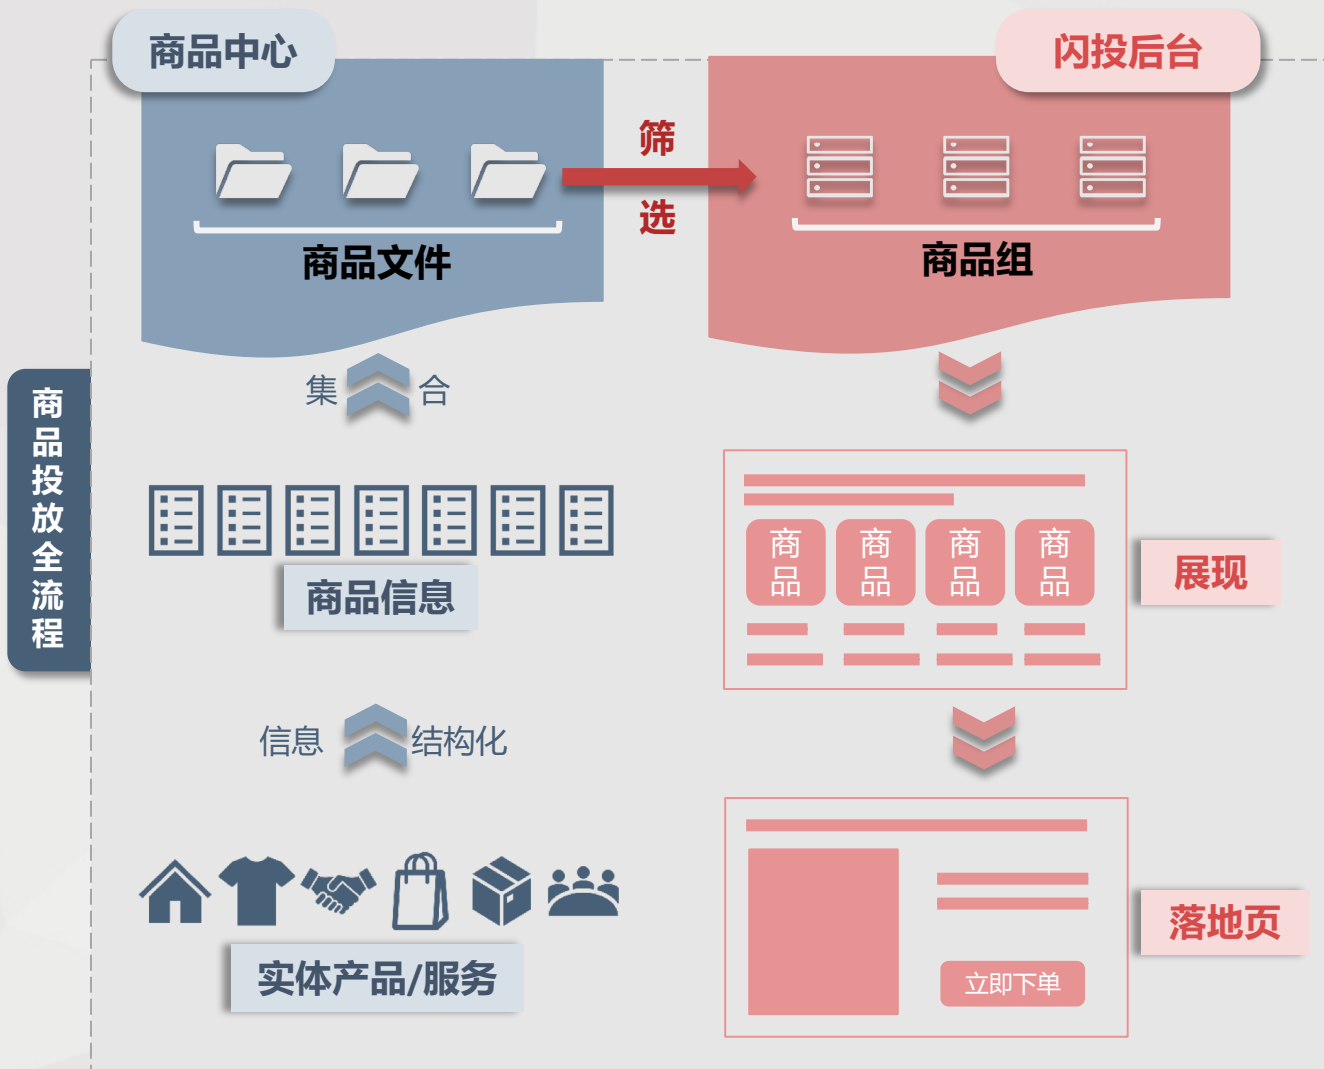 商品中心
闪投后台
筛
选
商品文件
商品组
集 合
商品投放全流程
商品 商品 商品 商品
展现
商品信息
信息 结构化
落地页
立即下单
实体产品/服务